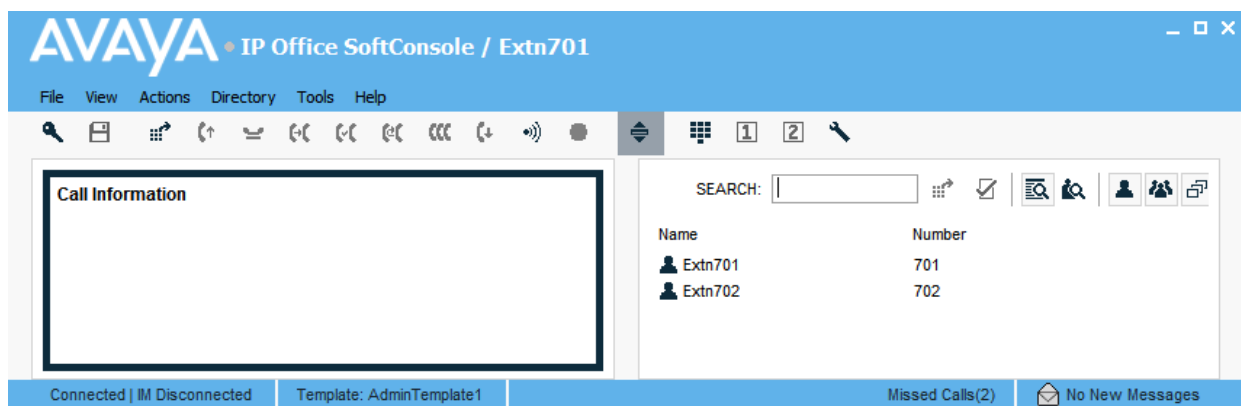 AVAYA • IP Office SoftConsole / Extn701
File View Actions Directory Tools Help
1 2
Call Information
SEARCH:
Name Number
Extn701 701
Extn702 702
Connected | IM Disconnected Template: AdminTemplate1 Missed Calls(2) No New Messages